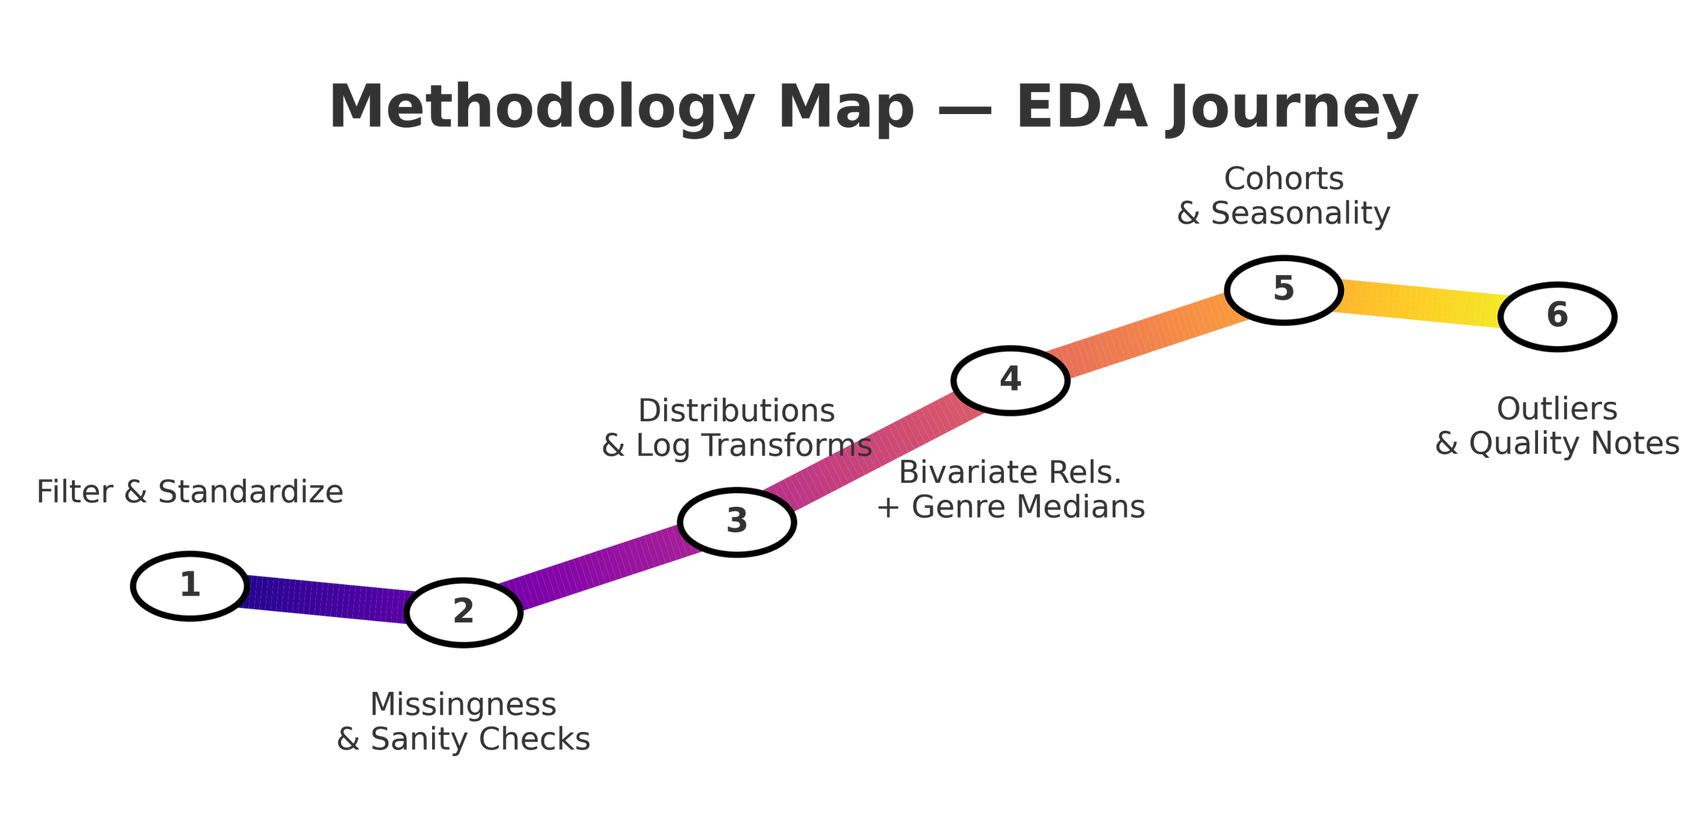 Methodology Map — EDA Journey
1
Filter & Standardize
2
Missingness
& Sanity Checks
3
Distributions
& Log Transforms
4
Bivariate Rels.
+ Genre Medians
5
Cohorts
& Seasonality
6
Outliers
& Quality Notes